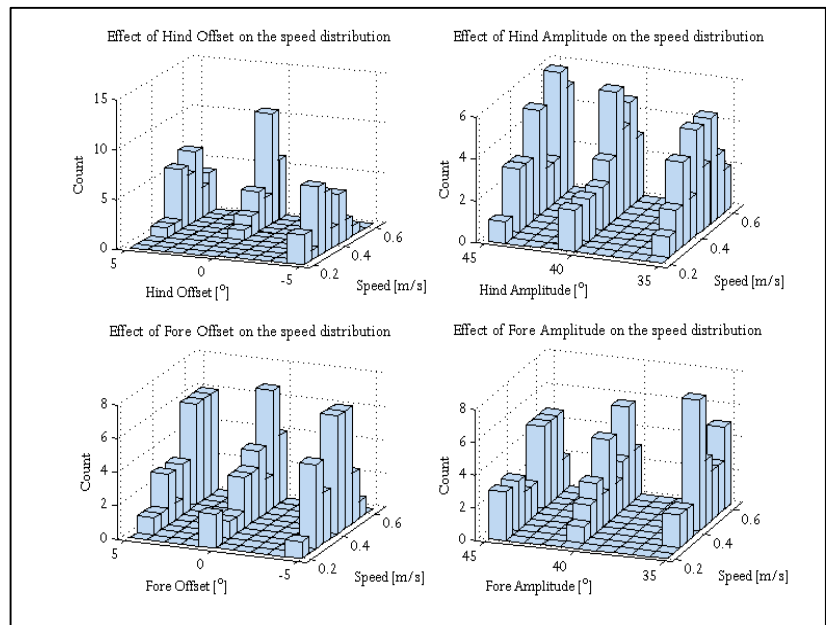 Effect of Hind Offset on the speed distribution
15
10
5
0
Count
5
0
-5
Hind Offset [°]
0.2
0.4
0.6
Speed [m/s]
Effect of Hind Amplitude on the speed distribution
6
4
2
0
Count
45
40
35
Hind Amplitude [°]
0.2
0.4
0.6
Speed [m/s]
Effect of Fore Offset on the speed distribution
8
6
4
2
0
Count
5
0
-5
Fore Offset [°]
0.2
0.4
0.6
Speed [m/s]
Effect of Fore Amplitude on the speed distribution
8
6
4
2
0
Count
45
40
35
Fore Amplitude [°]
0.2
0.4
0.6
Speed [m/s]